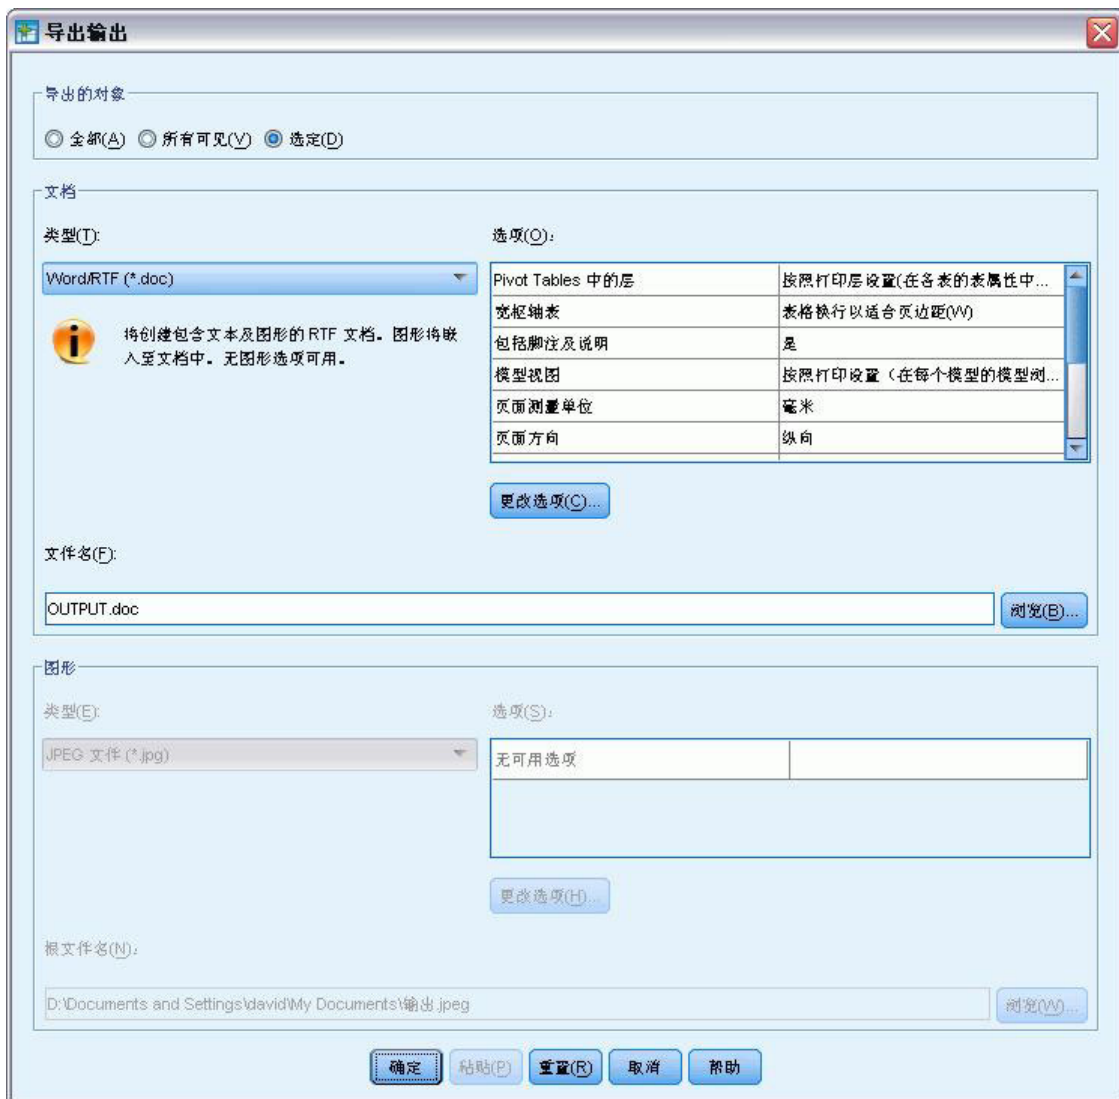 导出输出
导出的对象
全部(A) 所有可见(V) 选定(D)
文档
类型(T):
选项(O):
Word/RTF (*.doc)
将创建包含文本及图形的 RTF 文档。图形将嵌
入至文档中。无图形选项可用。
Pivot Tables 中的层 按照打印层设置(在各表的表属性中...
宽枢轴表 表格换行以适合页边距(W)
包括脚注及说明 是
模型视图 按照打印设置（在每个模型的模型浏...
页面测量单位 毫米
页面方向 纵向
更改选项(C)...
文件名(F):
OUTPUT.doc
浏览(B)...
图形
类型(E):
选项(S):
JPEG 文件 (*.jpg)
无可用选项
更改选项(H)...
根文件名(N):
D:\Documents and Settings\david\My Documents\输出.jpeg
浏览(W)...
确定 粘贴(P) 重置(R) 取消 帮助